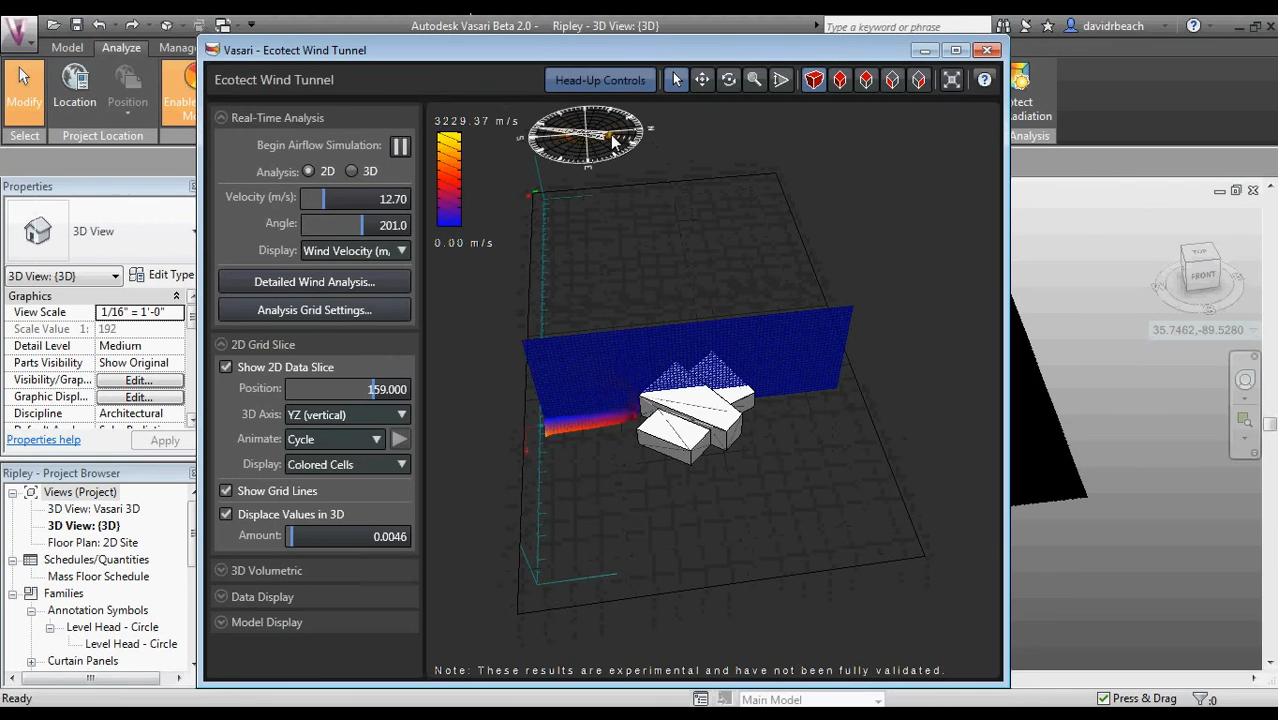 Autodesk Vasari Beta 2.0 - Ripley - 3D View: {3D}
Type a keyword or phrase
davidrbeach
Model
Analyze
Modify
Location
Position
Select
Project Location
Analysis
Vasari - Ecotect Wind Tunnel
Ecotect Wind Tunnel
Head-Up Controls
Real-Time Analysis
Begin Airflow Simulation:
Analysis: 2D 3D
Velocity (m/s): 12.70
Angle: 201.0
Display: Wind Velocity (m,
Detailed Wind Analysis...
Analysis Grid Settings...
2D Grid Slice
Show 2D Data Slice
Position: 159.000
3D Axis: YZ (vertical)
Animate: Cycle
Display: Colored Cells
Show Grid Lines
Displace Values in 3D
Amount: 0.0046
3D Volumetric
Data Display
Model Display
3229.37 m/s
0.00 m/s
S
N
E
Note: These results are experimental and have not been fully validated.
Properties
3D View
3D View: {3D}
Edit Type
Graphics
View Scale 1/16" = 1'-0"
Scale Value 1: 192
Detail Level Medium
Parts Visibility Show Original
Visibility/Grap... Edit...
Graphic Displ... Edit...
Discipline Architectural
Properties help
Apply
Ripley - Project Browser
Views (Project)
3D View: Vasari 3D
3D View: {3D}
Floor Plan: 2D Site
Schedules/Quantities
Mass Floor Schedule
Families
Annotation Symbols
Level Head - Circle
Level Head - Circle
Curtain Panels
TOP
FRONT
35.7462,-89.5280
Ready
Main Model
Press & Drag
:0